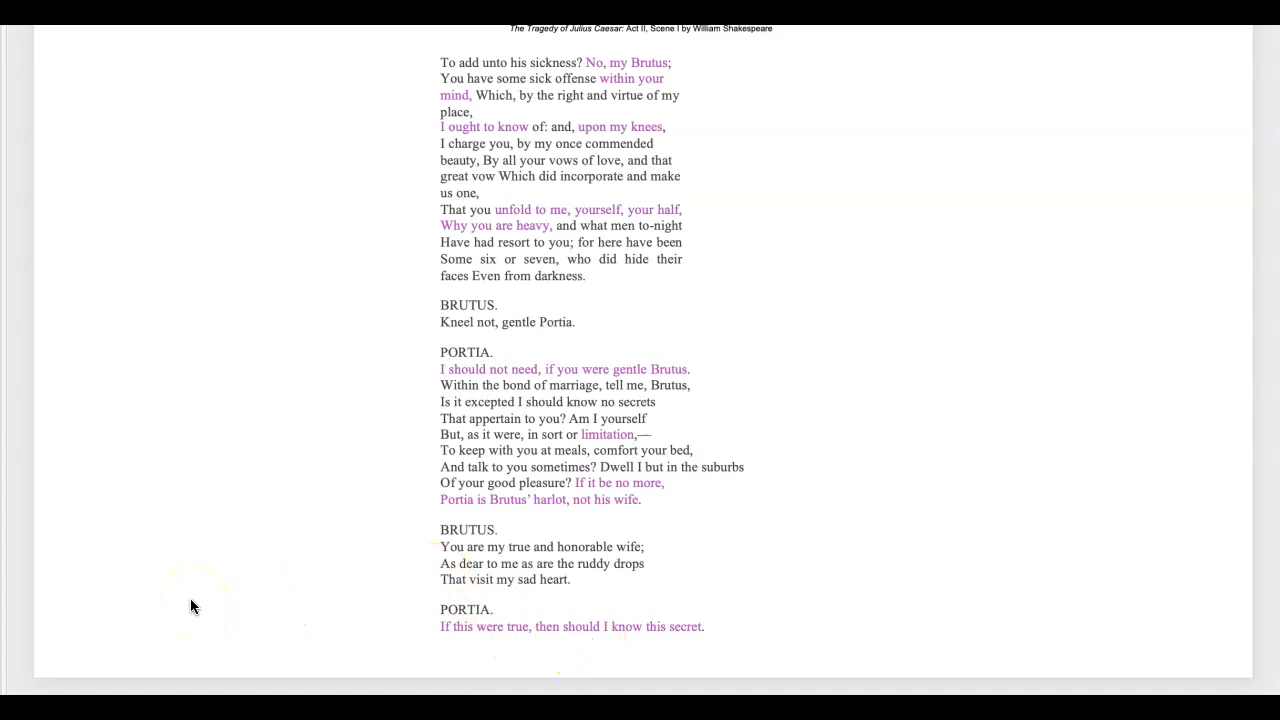 The Tragedy of Julius Caesar: Act II, Scene I by William Shakespeare
To add unto his sickness? No, my Brutus;
You have some sick offense within your
mind, Which, by the right and virtue of my
place,
I ought to know of: and, upon my knees,
I charge you, by my once commended
beauty, By all your vows of love, and that
great vow Which did incorporate and make
us one,
That you unfold to me, yourself, your half,
Why you are heavy, and what men to-night
Have had resort to you; for here have been
Some six or seven, who did hide their
faces Even from darkness.
BRUTUS.
Kneel not, gentle Portia.
PORTIA.
I should not need, if you were gentle Brutus.
Within the bond of marriage, tell me, Brutus,
Is it excepted I should know no secrets
That appertain to you? Am I yourself
But, as it were, in sort or limitation,—
To keep with you at meals, comfort your bed,
And talk to you sometimes? Dwell I but in the suburbs
Of your good pleasure? If it be no more,
Portia is Brutus’ harlot, not his wife.
BRUTUS.
You are my true and honorable wife;
As dear to me as are the ruddy drops
That visit my sad heart.
PORTIA.
If this were true, then should I know this secret.